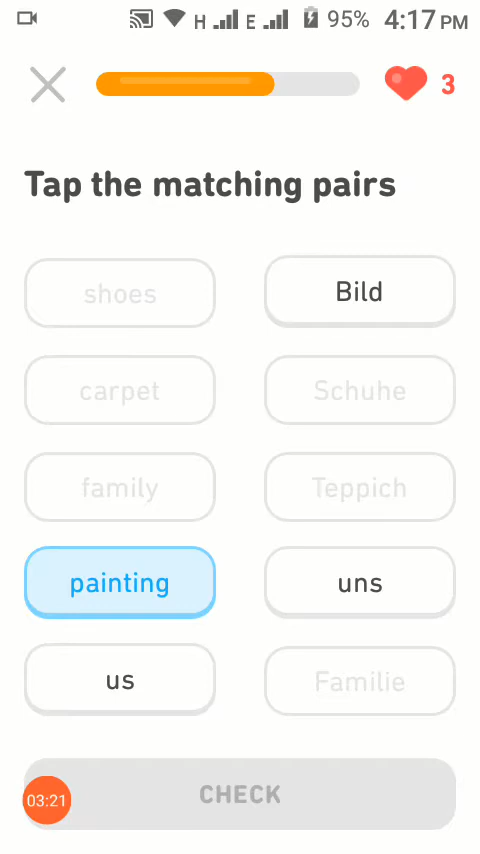 H E 95% 4:17 PM
3
Tap the matching pairs
shoes Bild
carpet Schuhe
family Teppich
painting uns
us Familie
CHECK
03:21